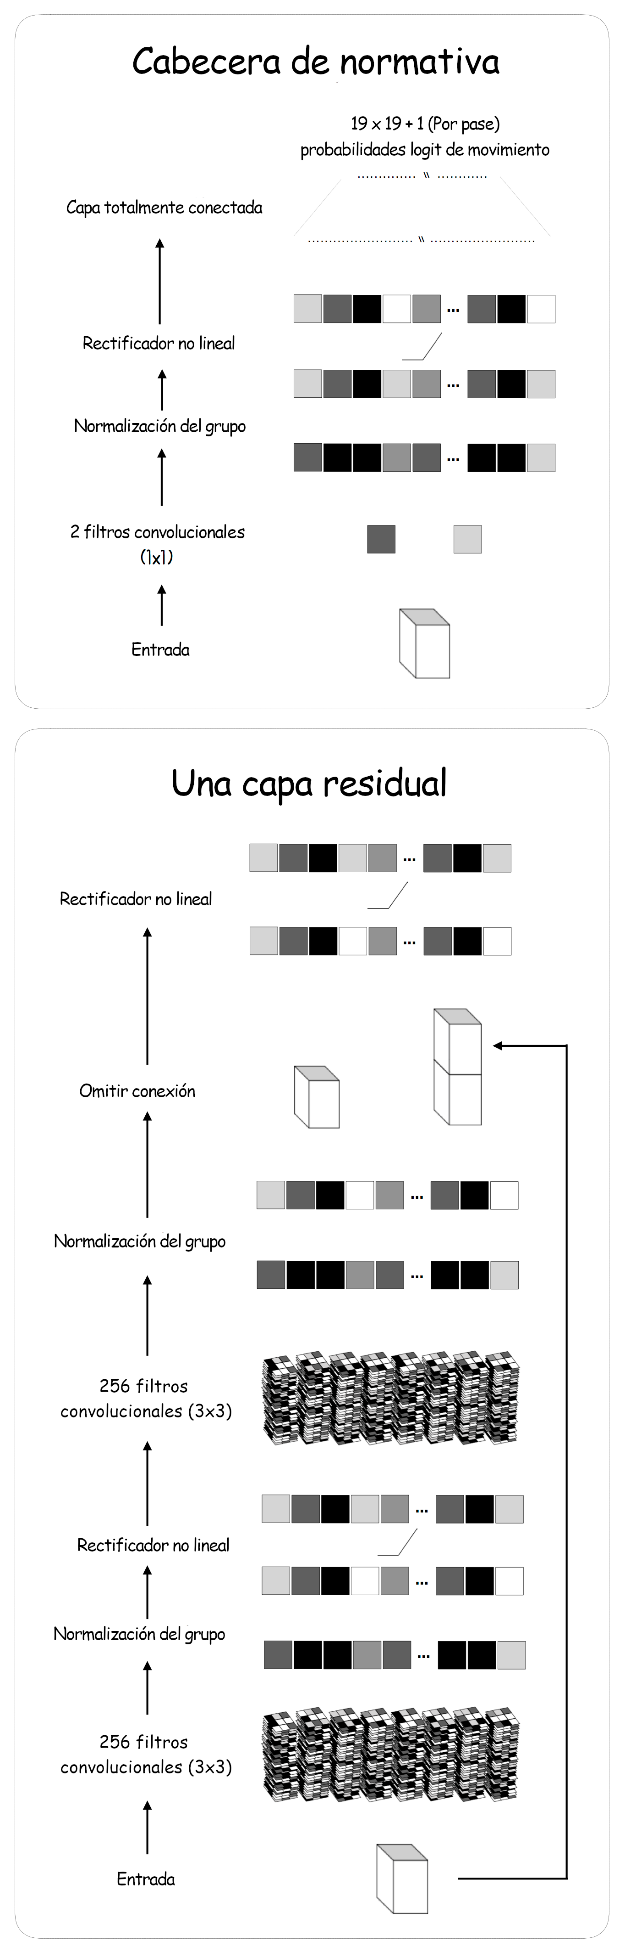 Cabecera de normativa
19 x 19 + 1 (Por pase)
probabilidades logit de movimiento
Capa totalmente conectada
Rectificador no lineal
Normalización del grupo
2 filtros convolucionales
(1x1)
Entrada
Una capa residual
Rectificador no lineal
Omitir conexión
Normalización del grupo
256 filtros
convolucionales (3x3)
Rectificador no lineal
Normalización del grupo
256 filtros
convolucionales (3x3)
Entrada